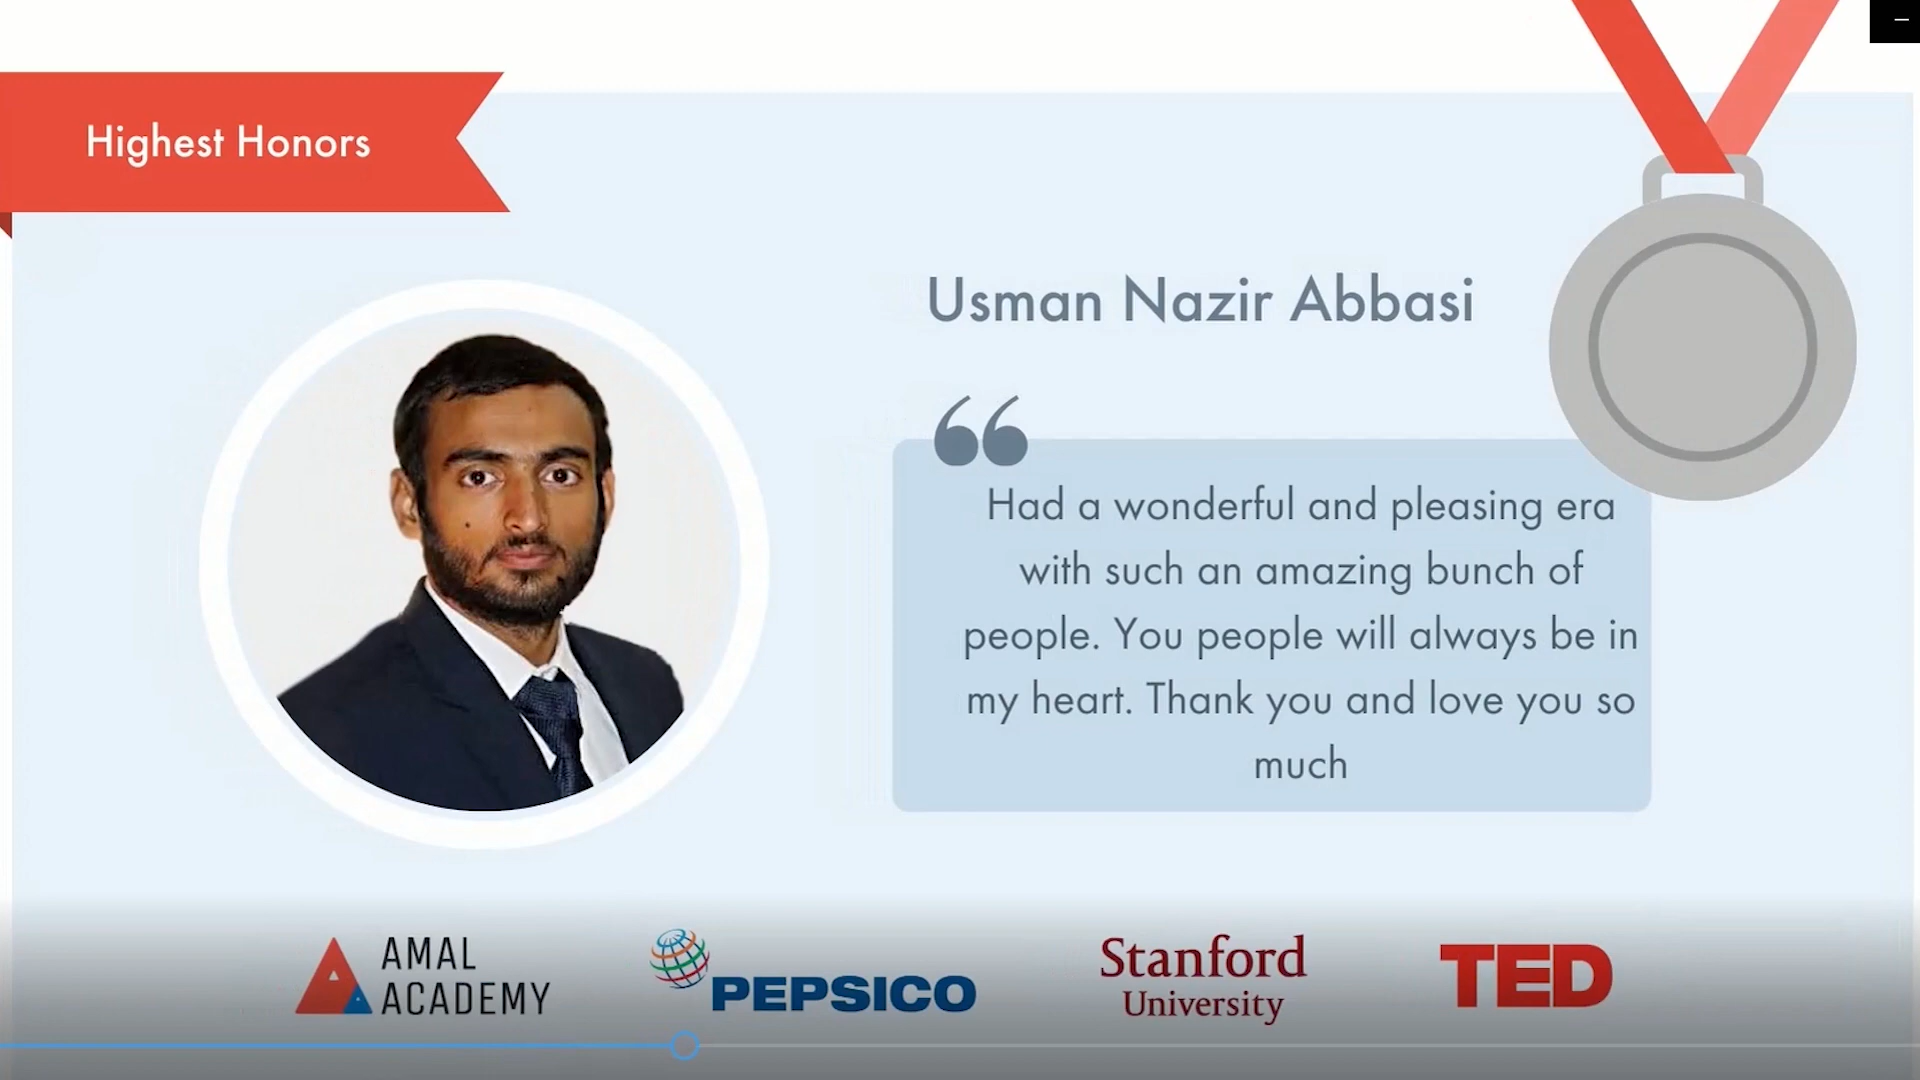 Highest Honors
Usman Nazir Abbasi
“
Had a wonderful and pleasing era
with such an amazing bunch of
people. You people will always be in
my heart. Thank you and love you so
much
AMAL
ACADEMY
PEPSICO
Stanford
University
TED